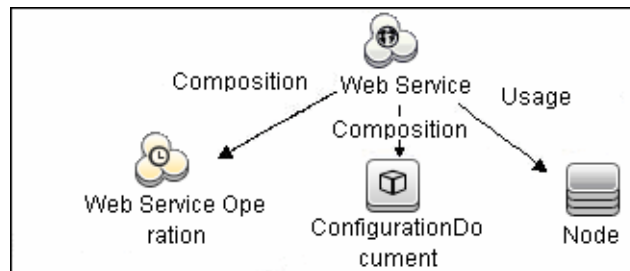 Composition
Web Service
Usage
Composition
Web Service Ope
ration
ConfigurationDo
cument
Node